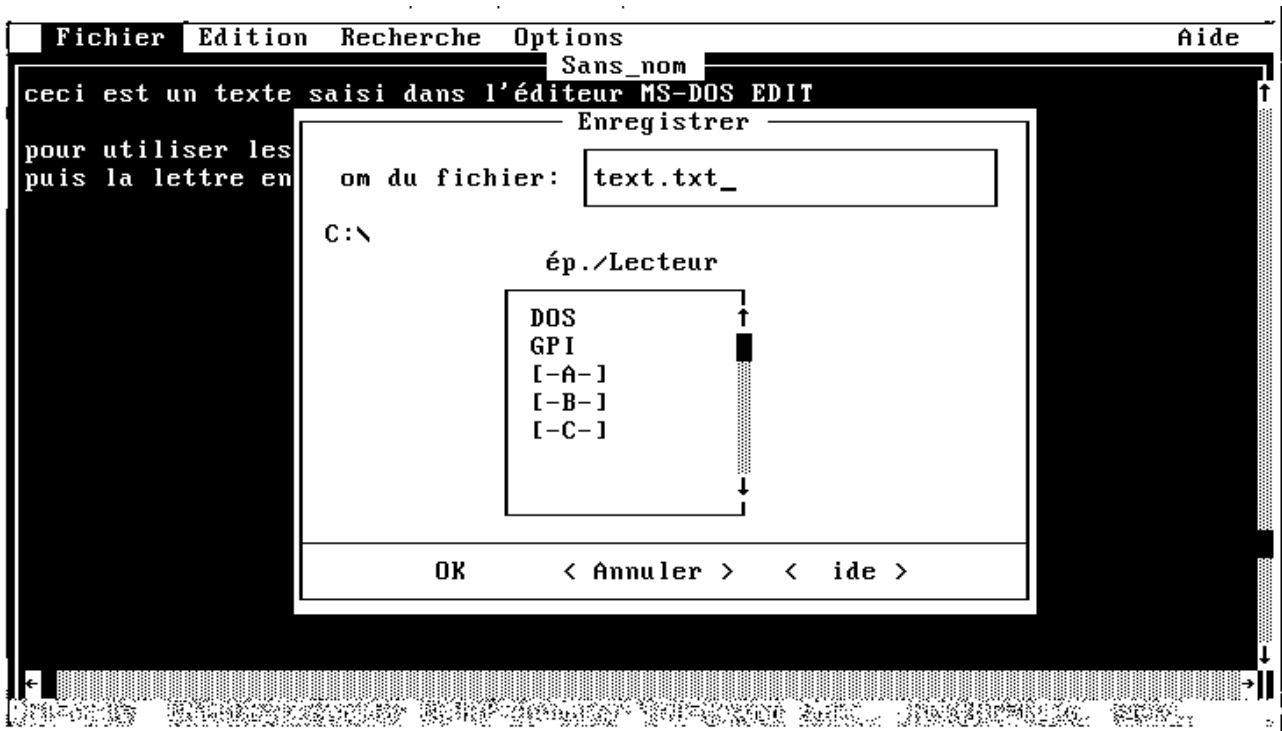 Fichier Edition Recherche Options Aide
Sans_nom
ceci est un texte saisi dans l'éditeur MS-DOS EDIT
Enregistrer
pour utiliser les
puis la lettre en
om du fichier: text.txt_
C:\
ép./Lecteur
DOS
GPI
[-A-]
[-B-]
[-C-]
OK < Annuler > < ide >